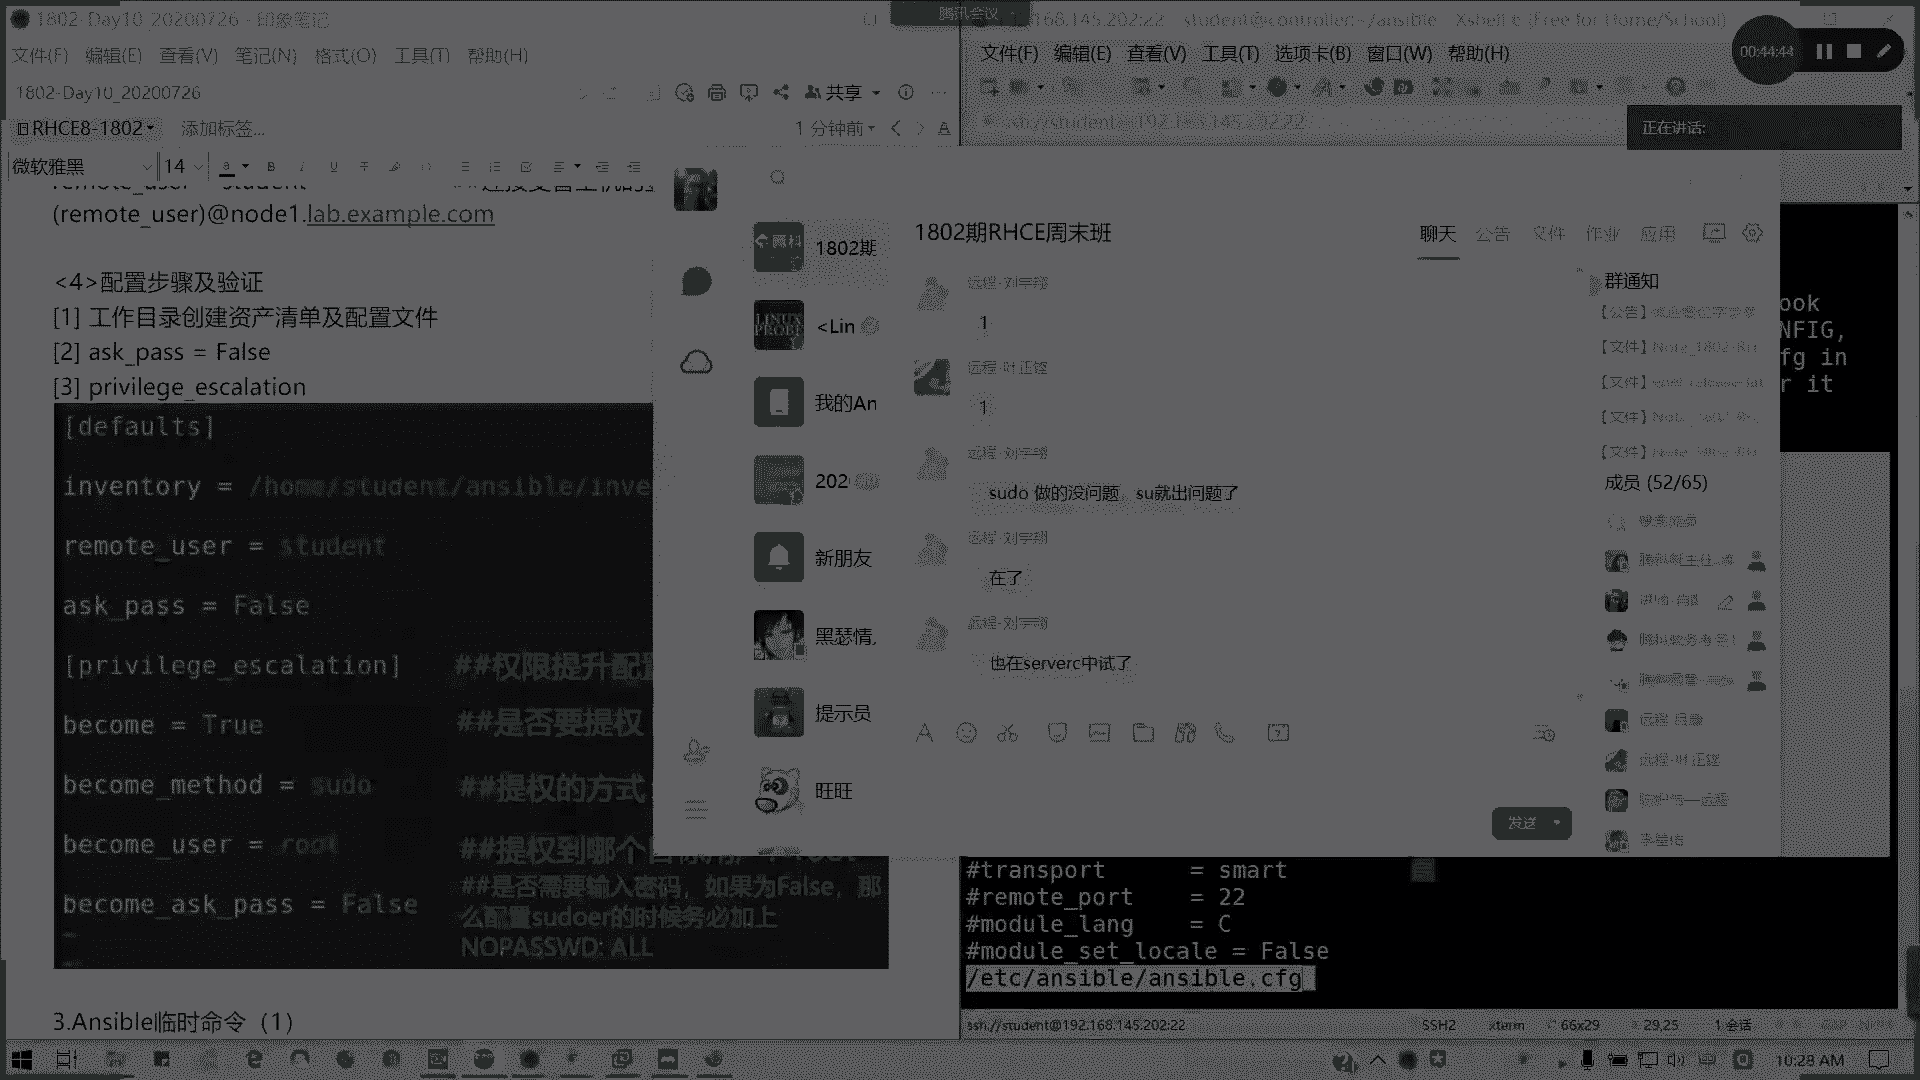 1802-Day10_20200726 - 印象笔记
文件(F) 编辑(E) 查看(V) 笔记(N) 格式(O) 工具(T) 帮助(H)
1802-Day10_20200726
共享
RHCE8-1802
添加标签...
1 分钟前
微软雅黑
14
(remote_user)@node1.lab.example.com
<4>配置步骤及验证
[1] 工作目录创建资产清单及配置文件
[2] ask_pass = False
[3] privilege_escalation
[defaults]
inventory = /home/student/ansible/inve
remote_user = student
ask_pass = False
[privilege_escalation] ##权限提升配置
become = True ##是否要提权
become_method = sudo ##提权的方式
become_user = root ##提权到哪个
become_ask_pass = False ##是否需要输入密码，如果为False，那
么配置sudoer的时候务必加上
NOPASSWD: ALL
3.Ansible临时命令（1）
腾讯会议
168.145.202:22 student@controller:~/ansible - Xshell 6 (Free for Home/School)
文件(F) 编辑(E) 查看(V) 工具(T) 选项卡(B) 窗口(W) 帮助(H)
ssh://student@192.168.145.202:22
00:44:44
正在讲话:
1802期
<Lin
我的An
202
新朋友
黑瑟情.
提示员
旺旺
1802期RHCE周末班
聊天
公告
文件
作业
应用
远程-刘宇翔
1
远程-叶正铿
1
远程-刘宇翔
sudo 做的没问题，su就出问题了
远程-刘宇翔
在了
远程-刘宇翔
也在serverc中试了
发送
群通知
【公告】
【文件】
【文件】
【文件】
【文件】
成员 (52/65)
ook
NFIG,
fg in
r it
#transport = smart
#remote_port = 22
#module_lang = C
#module_set_locale = False
/etc/ansible/ansible.cfg
ssh://student@192.168.145.202:22
SSH2
xterm
66x29
29,25
1 会话
10:28 AM